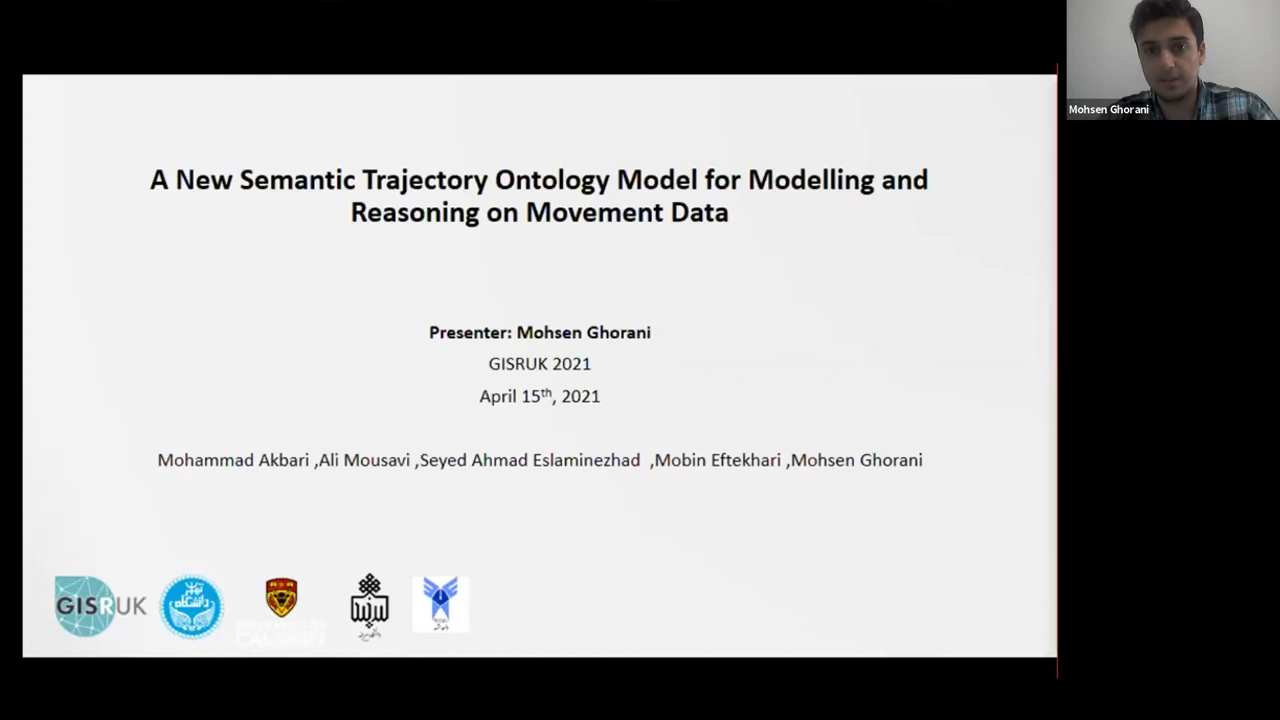 Mohsen Ghorani
A New Semantic Trajectory Ontology Model for Modelling and
Reasoning on Movement Data
Presenter: Mohsen Ghorani
GISRUK 2021
April 15th, 2021
Mohammad Akbari ,Ali Mousavi ,Seyed Ahmad Eslaminezhad ,Mobin Eftekhari ,Mohsen Ghorani
GISRUK